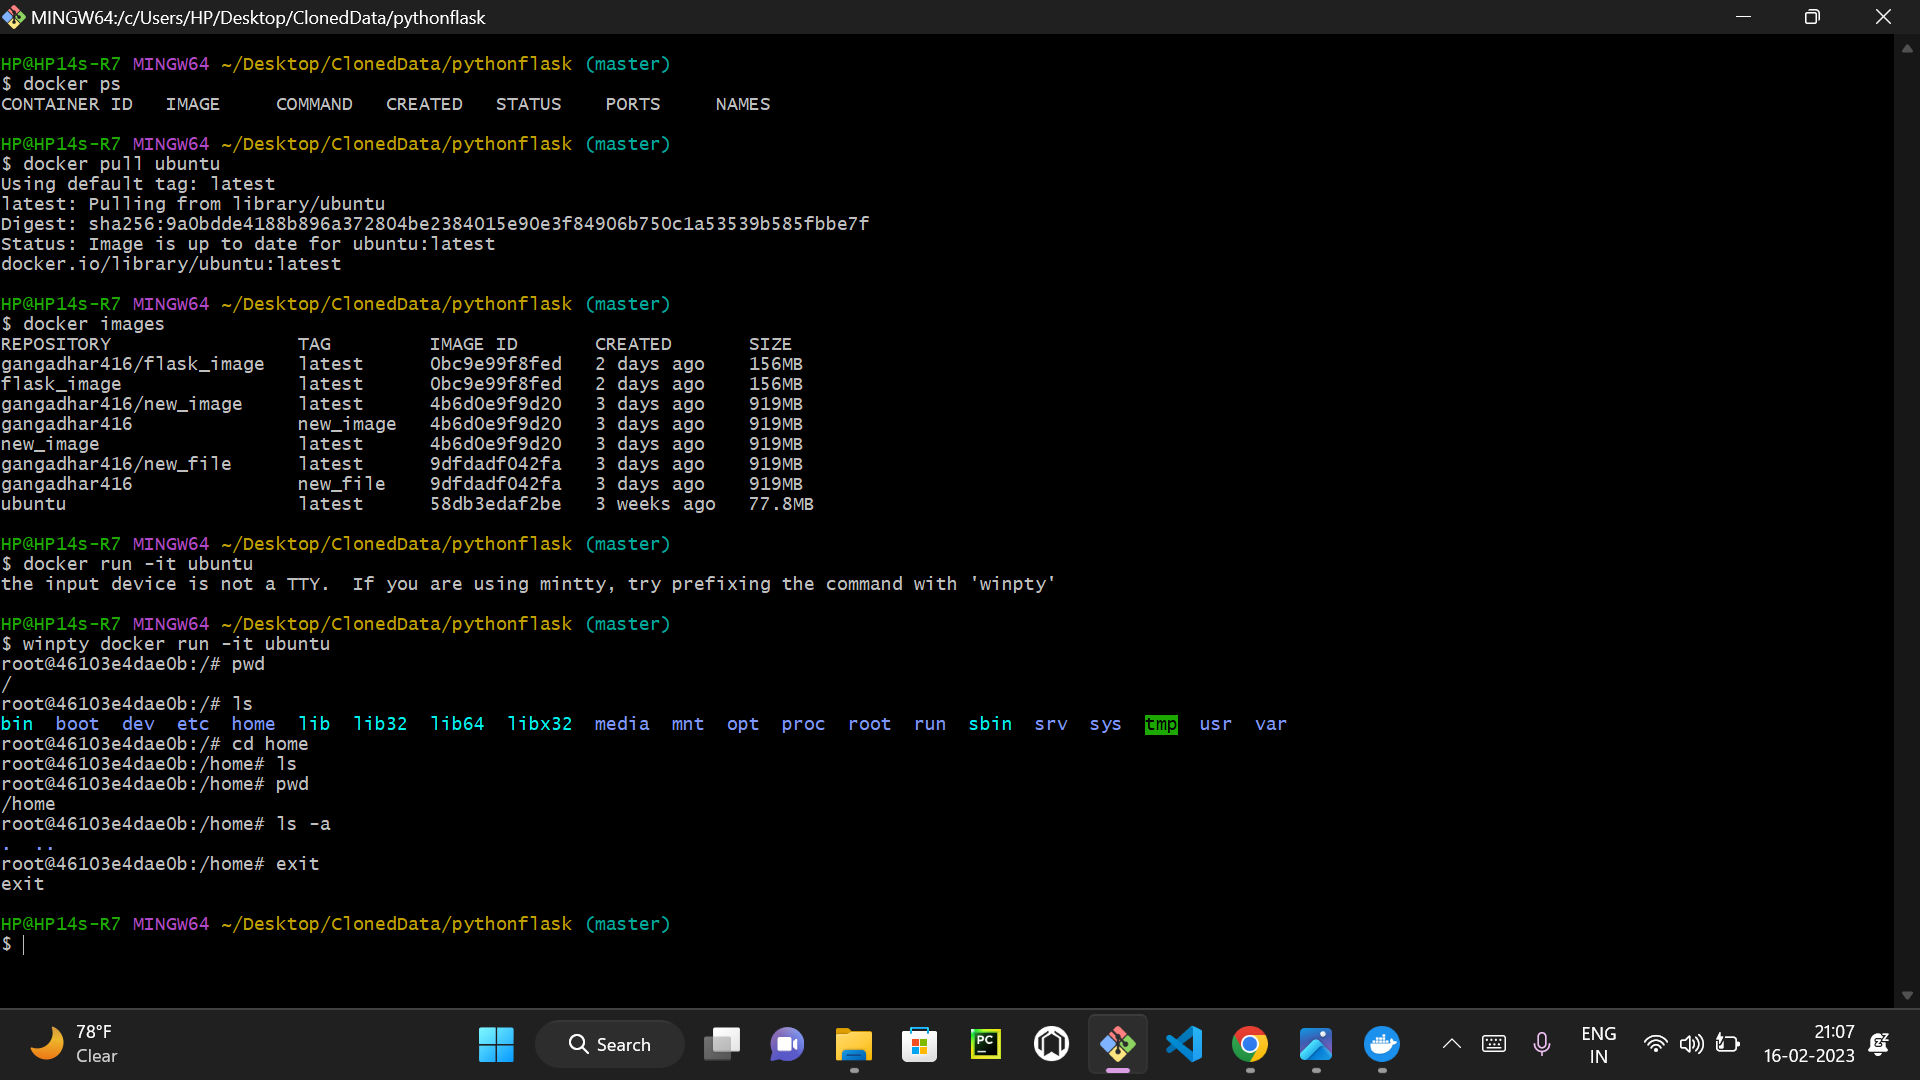 MINGW64:/c/Users/HP/Desktop/ClonedData/pythonflask
HP@HP14s-R7 MINGW64 ~/Desktop/ClonedData/pythonflask (master)
$ docker ps
CONTAINER ID   IMAGE     COMMAND   CREATED   STATUS    PORTS     NAMES
HP@HP14s-R7 MINGW64 ~/Desktop/ClonedData/pythonflask (master)
$ docker pull ubuntu
Using default tag: latest
latest: Pulling from library/ubuntu
Digest: sha256:9a0bdde4188b896a372804be2384015e90e3f84906b750c1a53539b585fbbe7f
Status: Image is up to date for ubuntu:latest
docker.io/library/ubuntu:latest
HP@HP14s-R7 MINGW64 ~/Desktop/ClonedData/pythonflask (master)
$ docker images
REPOSITORY                 TAG         IMAGE ID       CREATED       SIZE
gangadhar416/flask_image   latest      0bc9e99f8fed   2 days ago    156MB
flask_image                latest      0bc9e99f8fed   2 days ago    156MB
gangadhar416/new_image     latest      4b6d0e9f9d20   3 days ago    919MB
gangadhar416               new_image   4b6d0e9f9d20   3 days ago    919MB
new_image                  latest      4b6d0e9f9d20   3 days ago    919MB
gangadhar416/new_file      latest      9dfdadf042fa   3 days ago    919MB
gangadhar416               new_file    9dfdadf042fa   3 days ago    919MB
ubuntu                     latest      58db3edaf2be   3 weeks ago   77.8MB
HP@HP14s-R7 MINGW64 ~/Desktop/ClonedData/pythonflask (master)
$ docker run -it ubuntu
the input device is not a TTY.  If you are using mintty, try prefixing the command with 'winpty'
HP@HP14s-R7 MINGW64 ~/Desktop/ClonedData/pythonflask (master)
$ winpty docker run -it ubuntu
root@46103e4dae0b:/# pwd
/
root@46103e4dae0b:/# ls
bin  boot  dev  etc  home  lib  lib32  lib64  libx32  media  mnt  opt  proc  root  run  sbin  srv  sys  tmp  usr  var
root@46103e4dae0b:/# cd home
root@46103e4dae0b:/home# ls
root@46103e4dae0b:/home# pwd
/home
root@46103e4dae0b:/home# ls -a
.  ..
root@46103e4dae0b:/home# exit
exit
HP@HP14s-R7 MINGW64 ~/Desktop/ClonedData/pythonflask (master)
$
78°F
Clear
Search
PC
ENG
IN
21:07
16-02-2023